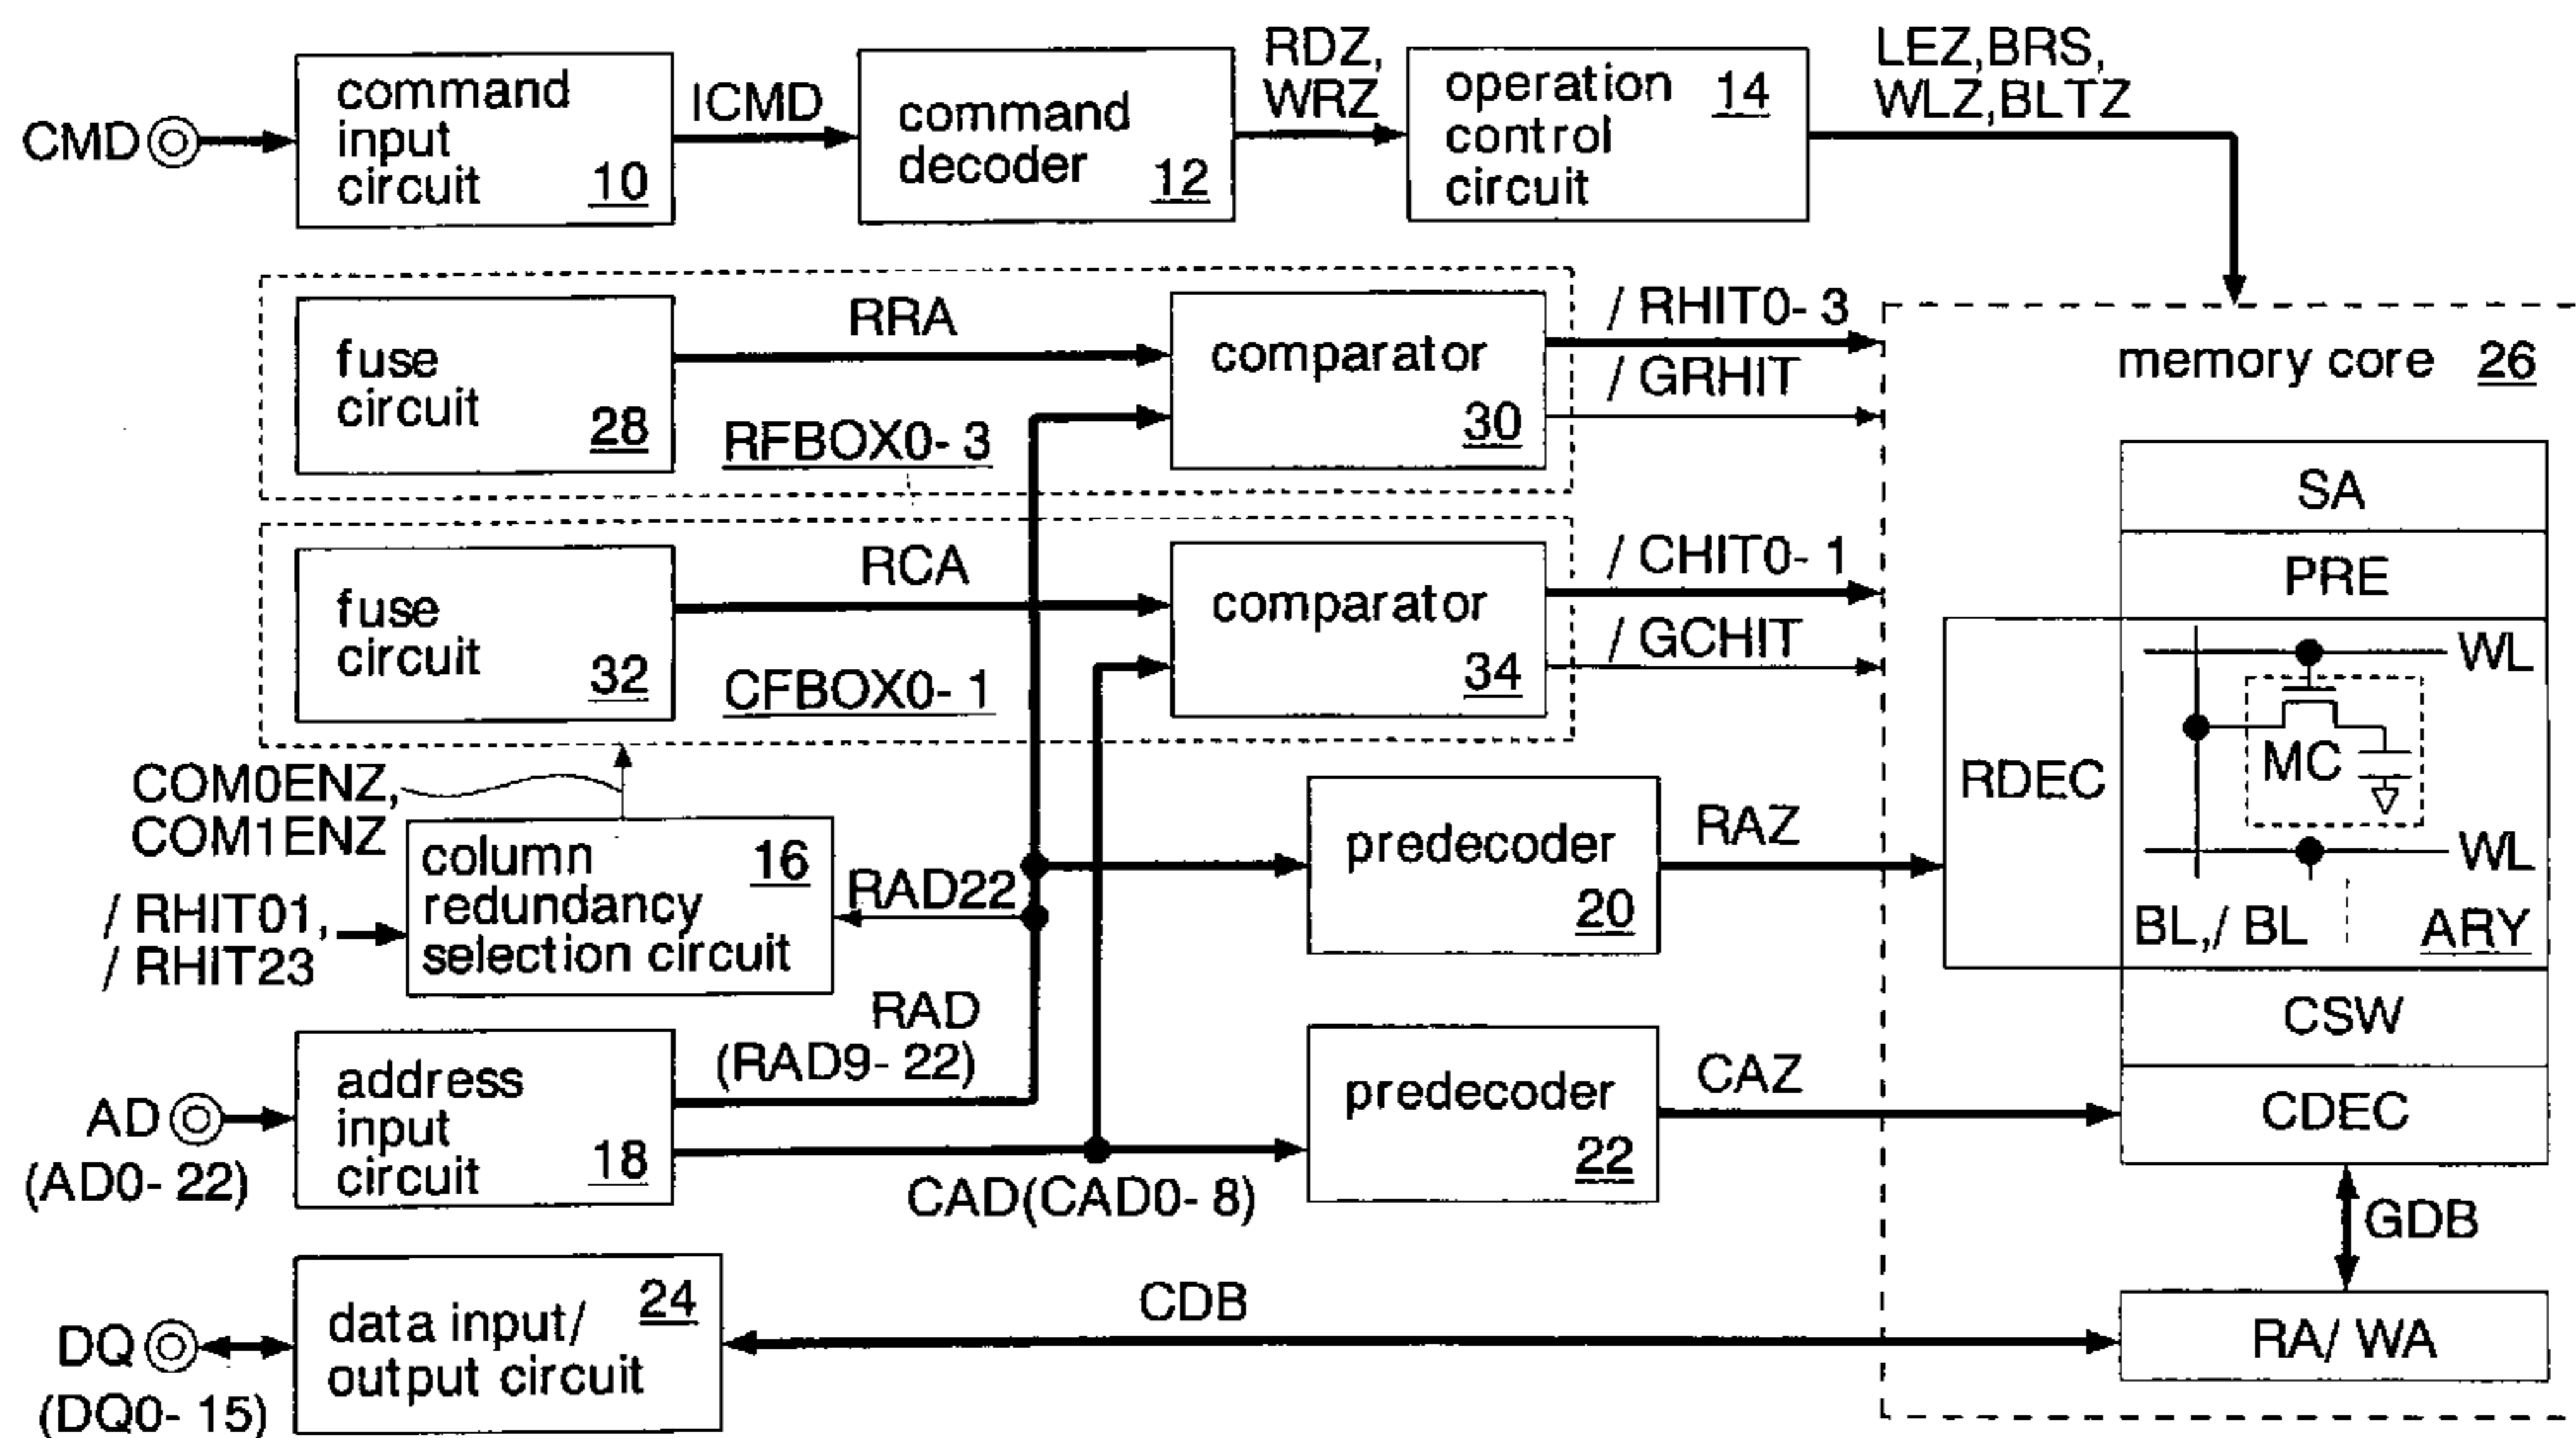 CMD
command
input
circuit
10
ICMD
command
decoder
12
RDZ,
WRZ
operation
control
circuit
14
LEZ,BRS,
WLZ,BLTZ
fuse
circuit
28
RRA
RFBOX0-3
comparator
30
/RHIT0-3
/GRHIT
memory core 26
fuse
circuit
32
RCA
CFBOX0-1
comparator
34
/CHIT0-1
/GCHIT
SA
PRE
RDEC
WL
MC
WL
BL,/BL
ARY
CSW
CDEC
GDB
RA/WA
COM0ENZ,
COM1ENZ
/RHIT01,
/RHIT23
column
redundancy
selection circuit
16
RAD22
predecoder
20
RAZ
AD
(AD0-22)
address
input
circuit
18
RAD
(RAD9-22)
CAD(CAD0-8)
predecoder
22
CAZ
DQ
(DQ0-15)
data input/
output circuit
24
CDB